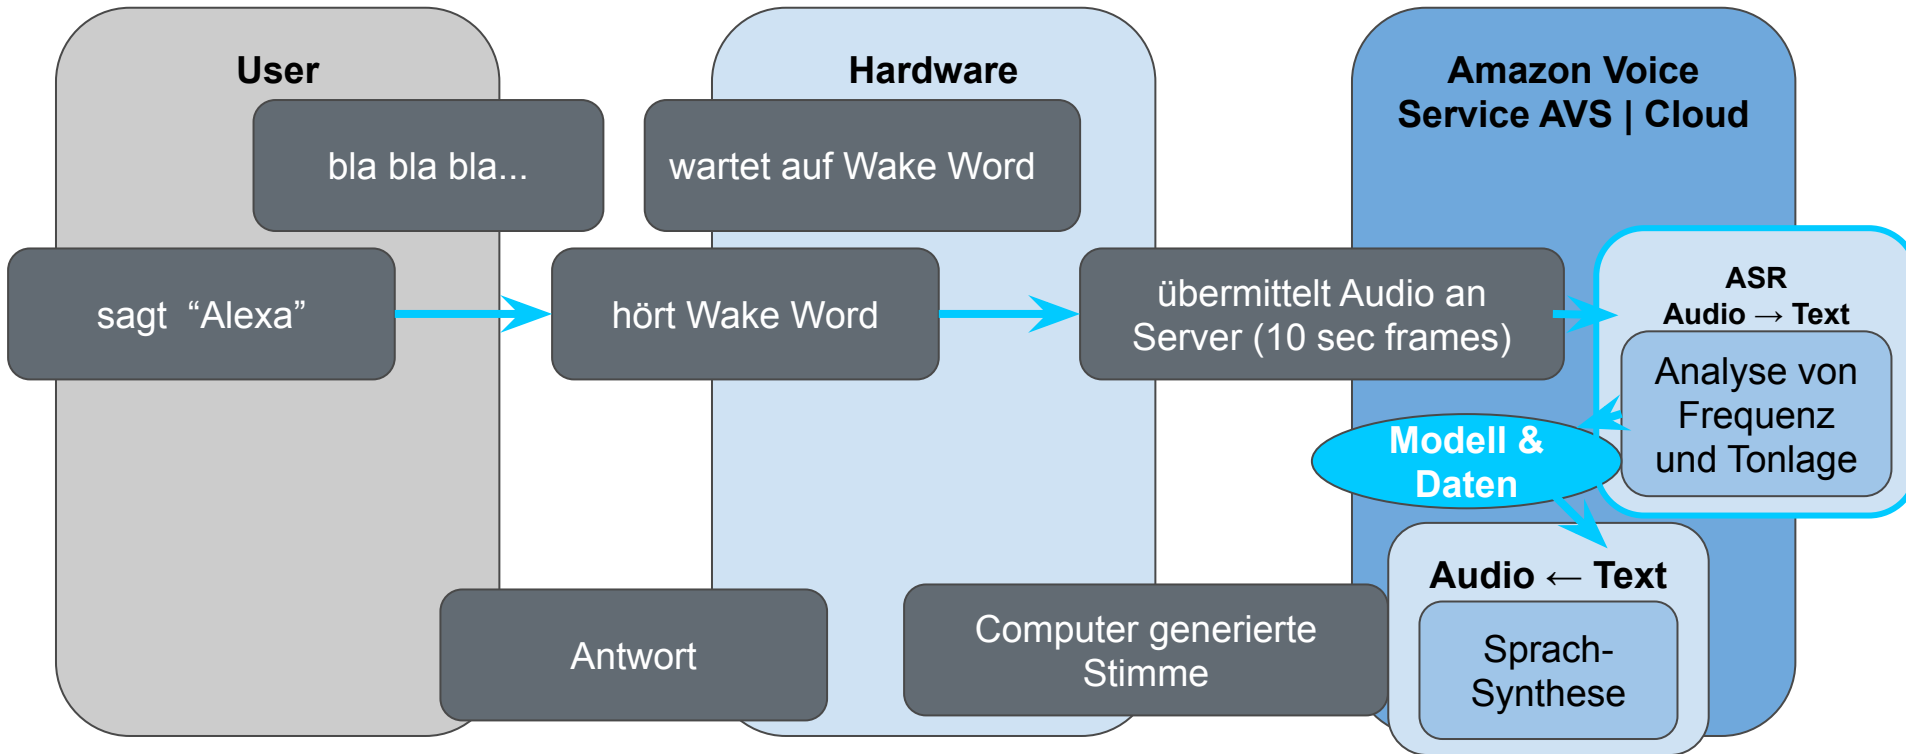 User
Hardware
Amazon Voice
Service AVS | Cloud
bla bla bla...
wartet auf Wake Word
sagt “Alexa”
hört Wake Word
übermittelt Audio an
Server (10 sec frames)
ASR
Audio → Text
Analyse von
Frequenz
und Tonlage
Modell &
Daten
Audio ← Text
Sprach-
Synthese
Computer generierte
Stimme
Antwort